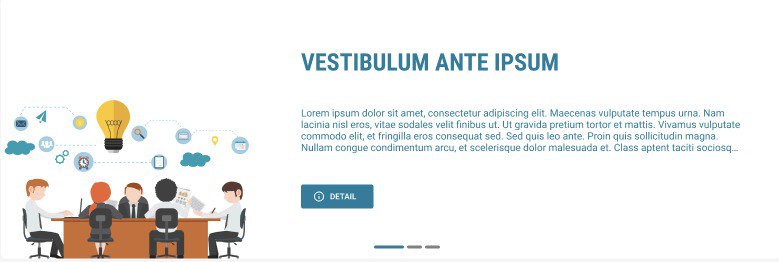 VESTIBULUM ANTE IPSUM
Lorem ipsum dolor sit amet, consectetur adipiscing elit. Maecenas vulputate tempus urna. Nam
lacinia nisl eros, vitae sodales velit finibus ut. Ut gravida pretium tortor et mattis. Vivamus vulputate
commodo elit, et fringilla eros consequat sed. Sed quis leo ante. Proin quis sollicitudin magna.
Nullam congue condimentum arcu, et scelerisque dolor malesuada et. Class aptent taciti sociosq...
DETAIL